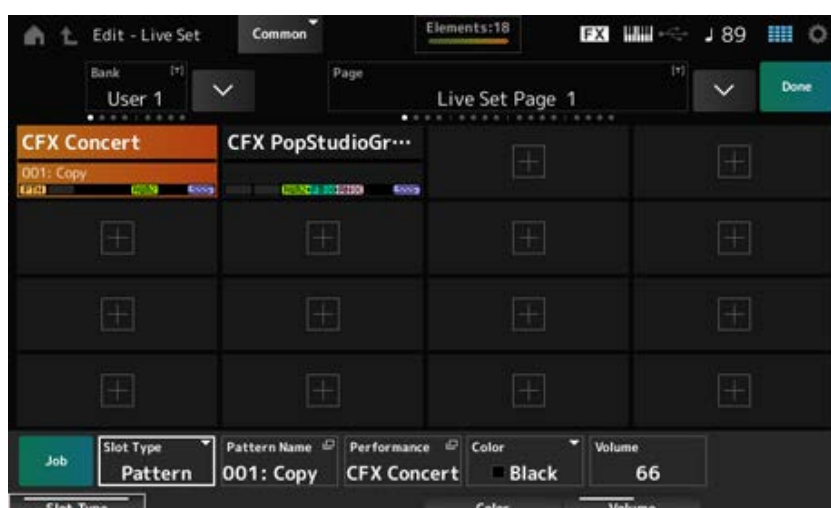 Edit - Live Set
Common
Elements:18
FX
♩ 89
Bank
User 1
Page
Live Set Page 1
Done
CFX Concert
001: Copy
PTN
CFX PopStudioGr···
Job
Slot Type
Pattern
Pattern Name
001: Copy
Performance
CFX Concert
Color
Black
Volume
66